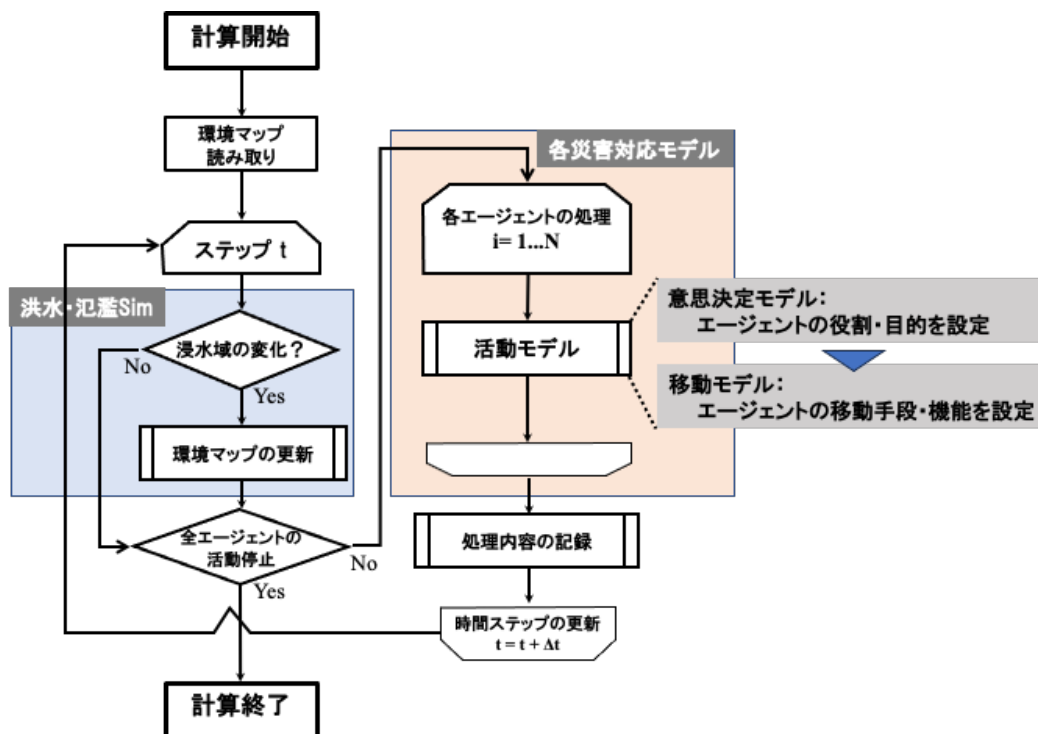 計算開始
環境マップ
読み取り
ステップ t
洪水・氾濫Sim
浸水域の変化?
No
Yes
環境マップの更新
全エージェントの
活動停止
No
Yes
計算終了
各災害対応モデル
各エージェントの処理
i= 1...N
活動モデル
意思決定モデル:
エージェントの役割・目的を設定
移動モデル:
エージェントの移動手段・機能を設定
処理内容の記録
時間ステップの更新
t = t + Δt